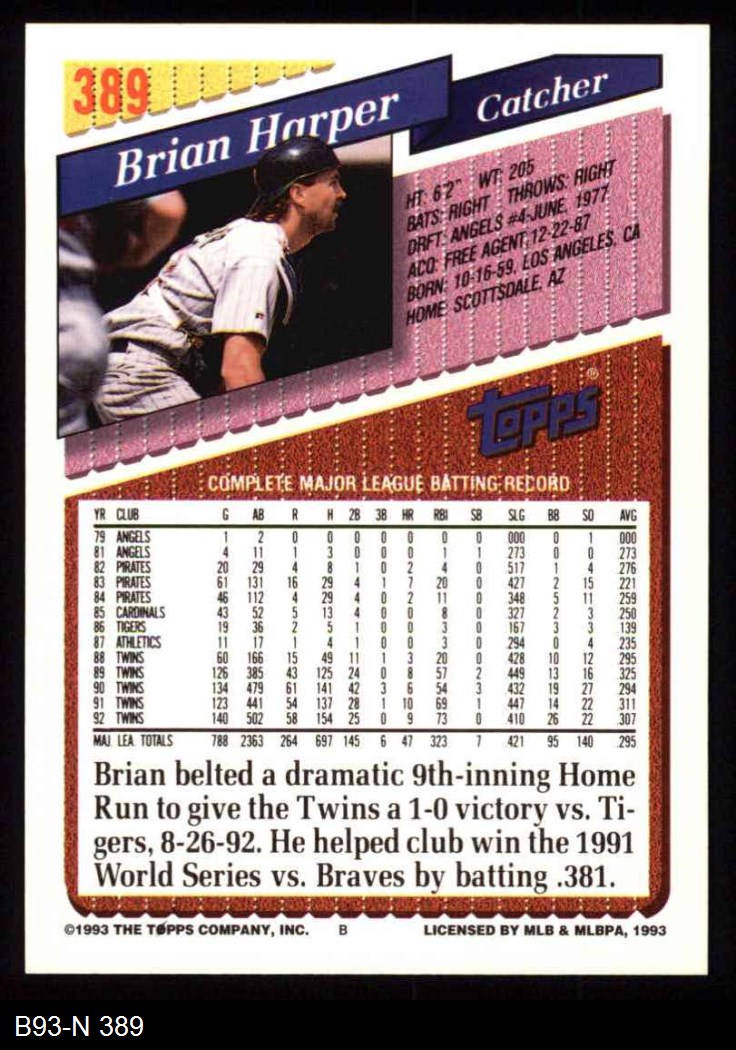 389
Brian Harper
Catcher
HT: 6'2" WT: 205
BATS: RIGHT THROWS: RIGHT
DRFT: ANGELS #4-JUNE, 1977
ACQ: FREE AGENT, 12-22-87
BORN: 10-16-59, LOS ANGELES, CA
HOME: SCOTTSDALE, AZ
topps®
COMPLETE MAJOR LEAGUE BATTING RECORD
YR CLUB G AB R H 2B 3B HR RBI SB SLG BB SO AVG
79 ANGELS 1 2 0 0 0 0 0 0 0 .000 0 1 .000
81 ANGELS 4 11 1 3 0 0 0 1 1 .273 0 0 .273
82 PIRATES 20 29 4 8 1 0 2 4 0 .517 1 4 .276
83 PIRATES 61 131 16 29 4 1 7 20 0 .427 2 15 .221
84 PIRATES 46 112 4 29 4 0 2 11 0 .348 5 11 .259
85 CARDINALS 43 52 5 13 4 0 0 8 0 .327 2 3 .250
86 TIGERS 19 36 2 5 1 0 0 3 0 .167 3 3 .139
87 ATHLETICS 11 17 1 4 1 0 0 3 0 .294 0 4 .235
88 TWINS 60 166 15 49 11 1 3 20 0 .428 10 12 .295
89 TWINS 126 385 43 125 24 0 8 57 2 .449 13 16 .325
90 TWINS 134 479 61 141 42 3 6 54 3 .432 19 27 .294
91 TWINS 123 441 54 137 28 1 10 69 1 .447 14 22 .311
92 TWINS 140 502 58 154 25 0 9 73 0 .410 26 22 .307
MAJ. LEA. TOTALS 788 2363 264 697 145 6 47 323 7 .421 95 140 .295
Brian belted a dramatic 9th-inning Home
Run to give the Twins a 1-0 victory vs. Ti-
gers, 8-26-92. He helped club win the 1991
World Series vs. Braves by batting .381.
©1993 THE TOPPS COMPANY, INC. B LICENSED BY MLB & MLBPA, 1993
B93-N 389